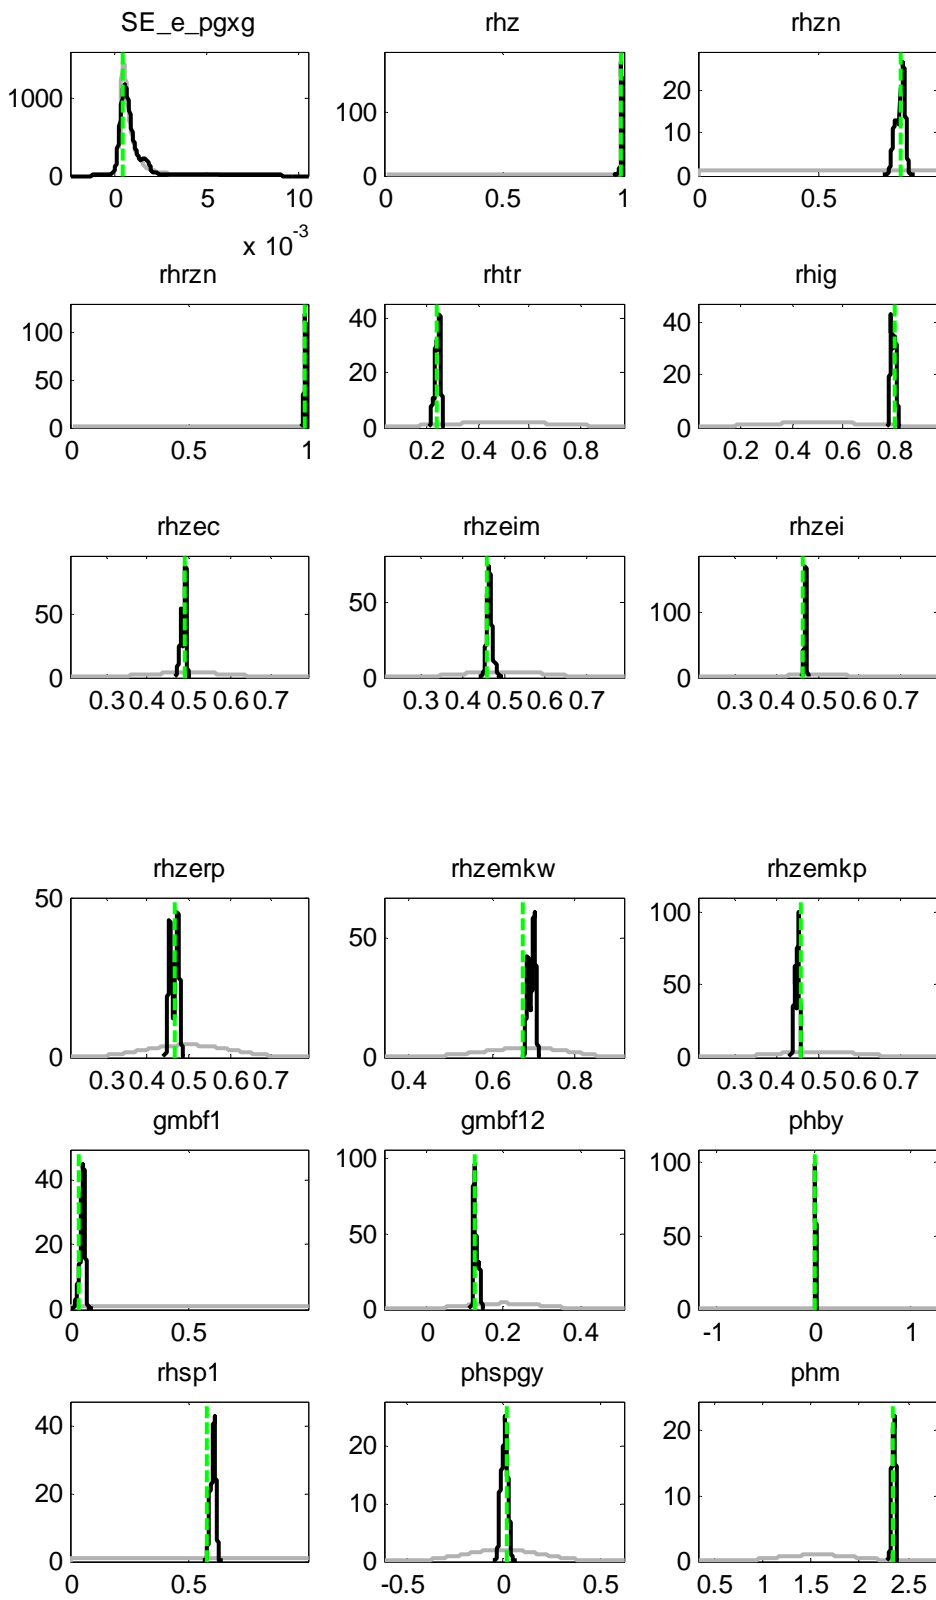 SE_e_pgxg rhz rhzn
1000
0
0 5 10
x 10-3
100
0
0 0.5 1
20
10
0
0 0.5
rhrzn rhtr rhig
100
50
0
0 0.5 1
40
20
0
0.2 0.4 0.6 0.8
40
20
0
0.2 0.4 0.6 0.8
rhzec rhzeim rhzei
50
0
0.3 0.4 0.5 0.6 0.7
50
0
0.3 0.4 0.5 0.6 0.7
100
0
0.3 0.4 0.5 0.6 0.7
rhzerp rhzemkw rhzemkp
50
0
0.3 0.4 0.5 0.6 0.7
50
0
0.4 0.6 0.8
100
50
0
0.3 0.4 0.5 0.6 0.7
gmbf1 gmbf12 phby
40
20
0
0 0.5
100
50
0
0 0.2 0.4
100
50
0
-1 0 1
rhsp1 phspgy phm
40
20
0
0 0.5
20
10
0
-0.5 0 0.5
20
10
0
0.5 1 1.5 2 2.5